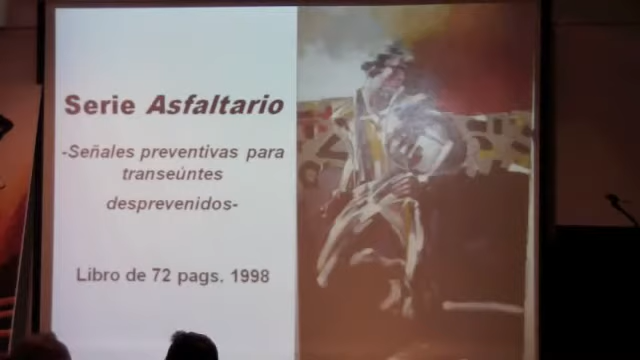 Serie Asfaltario
-Señales preventivas para
transeúntes
desprevenidos-
Libro de 72 pags. 1998